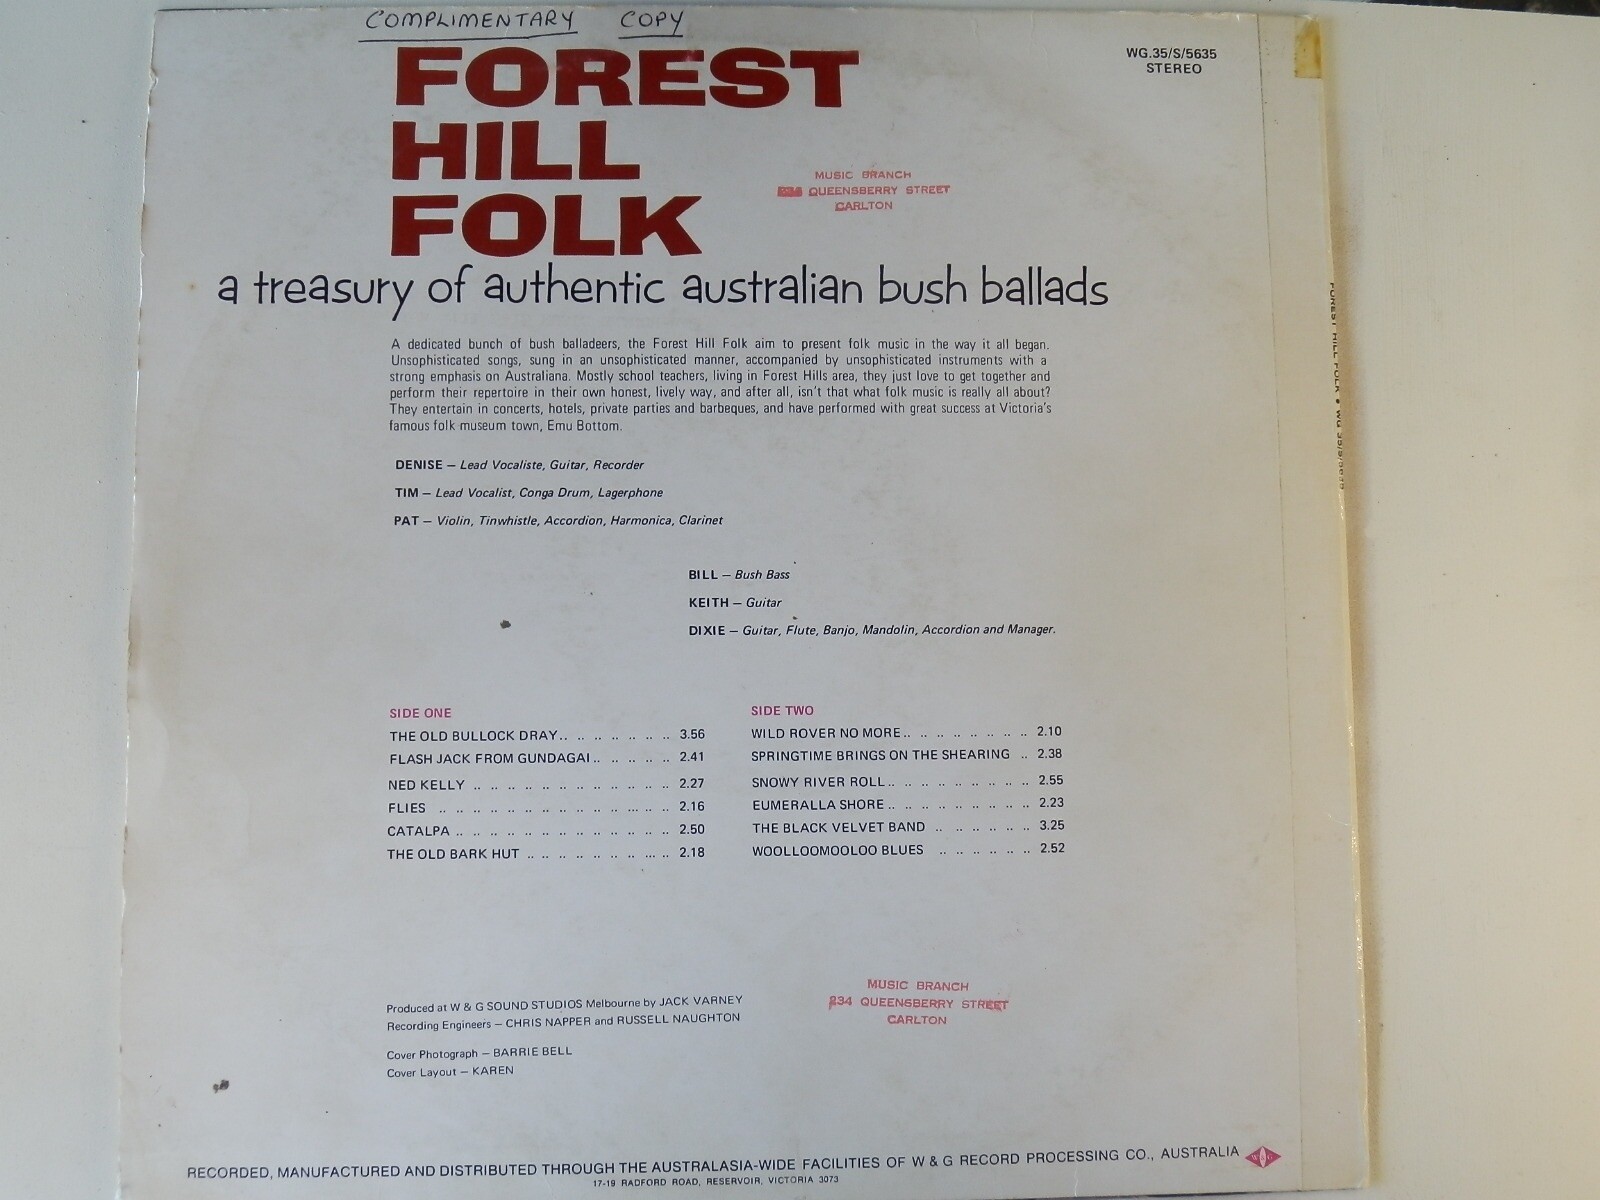 COMPLIMENTARY COPY
FOREST
HILL
FOLK
WG.35/S/5635
STEREO
MUSIC BRANCH
234 QUEENSBERRY STREET
CARLTON
a treasury of authentic australian bush ballads
A dedicated bunch of bush balladeers, the Forest Hill Folk aim to present folk music in the way it all began.
Unsophisticated songs, sung in an unsophisticated manner, accompanied by unsophisticated instruments with a
strong emphasis on Australiana. Mostly school teachers, living in Forest Hills area, they just love to get together and
perform their repertoire in their own honest, lively way, and after all, isn't that what folk music is really all about?
They entertain in concerts, hotels, private parties and barbeques, and have performed with great success at Victoria's
famous folk museum town, Emu Bottom.
DENISE – Lead Vocaliste, Guitar, Recorder
TIM – Lead Vocalist, Conga Drum, Lagerphone
PAT – Violin, Tinwhistle, Accordion, Harmonica, Clarinet
BILL – Bush Bass
KEITH – Guitar
DIXIE – Guitar, Flute, Banjo, Mandolin, Accordion and Manager.
SIDE ONE
THE OLD BULLOCK DRAY.. .. .. .. .. .. .. 3.56
FLASH JACK FROM GUNDAGAI.. .. .. .. .. 2.41
NED KELLY .. .. .. .. .. .. .. .. .. .. .. .. 2.27
FLIES .. .. .. .. .. .. .. .. .. .. .. ... ... .. 2.16
CATALPA .. .. .. .. .. .. .. .. .. .. .. .. .. 2.50
THE OLD BARK HUT .. .. .. .. .. .. .. ... .. 2.18
SIDE TWO
WILD ROVER NO MORE.. .. .. .. .. .. .. .. 2.10
SPRINGTIME BRINGS ON THE SHEARING .. 2.38
SNOWY RIVER ROLL.. .. .. .. .. .. .. .. .. 2.55
EUMERALLA SHORE.. .. .. .. .. .. .. .. .. 2.23
THE BLACK VELVET BAND .. .. .. .. .. .. 3.25
WOOLLOOMOOLOO BLUES .. .. .. .. .. .. 2.52
Produced at W & G SOUND STUDIOS Melbourne by JACK VARNEY
Recording Engineers – CHRIS NAPPER and RUSSELL NAUGHTON
Cover Photograph – BARRIE BELL
Cover Layout – KAREN
MUSIC BRANCH
234 QUEENSBERRY STREET
CARLTON
RECORDED, MANUFACTURED AND DISTRIBUTED THROUGH THE AUSTRALASIA-WIDE FACILITIES OF W & G RECORD PROCESSING CO., AUSTRALIA
W&G
17-19 RADFORD ROAD, RESERVOIR, VICTORIA 3073
FOREST HILL FOLK • WG 35/S/5635